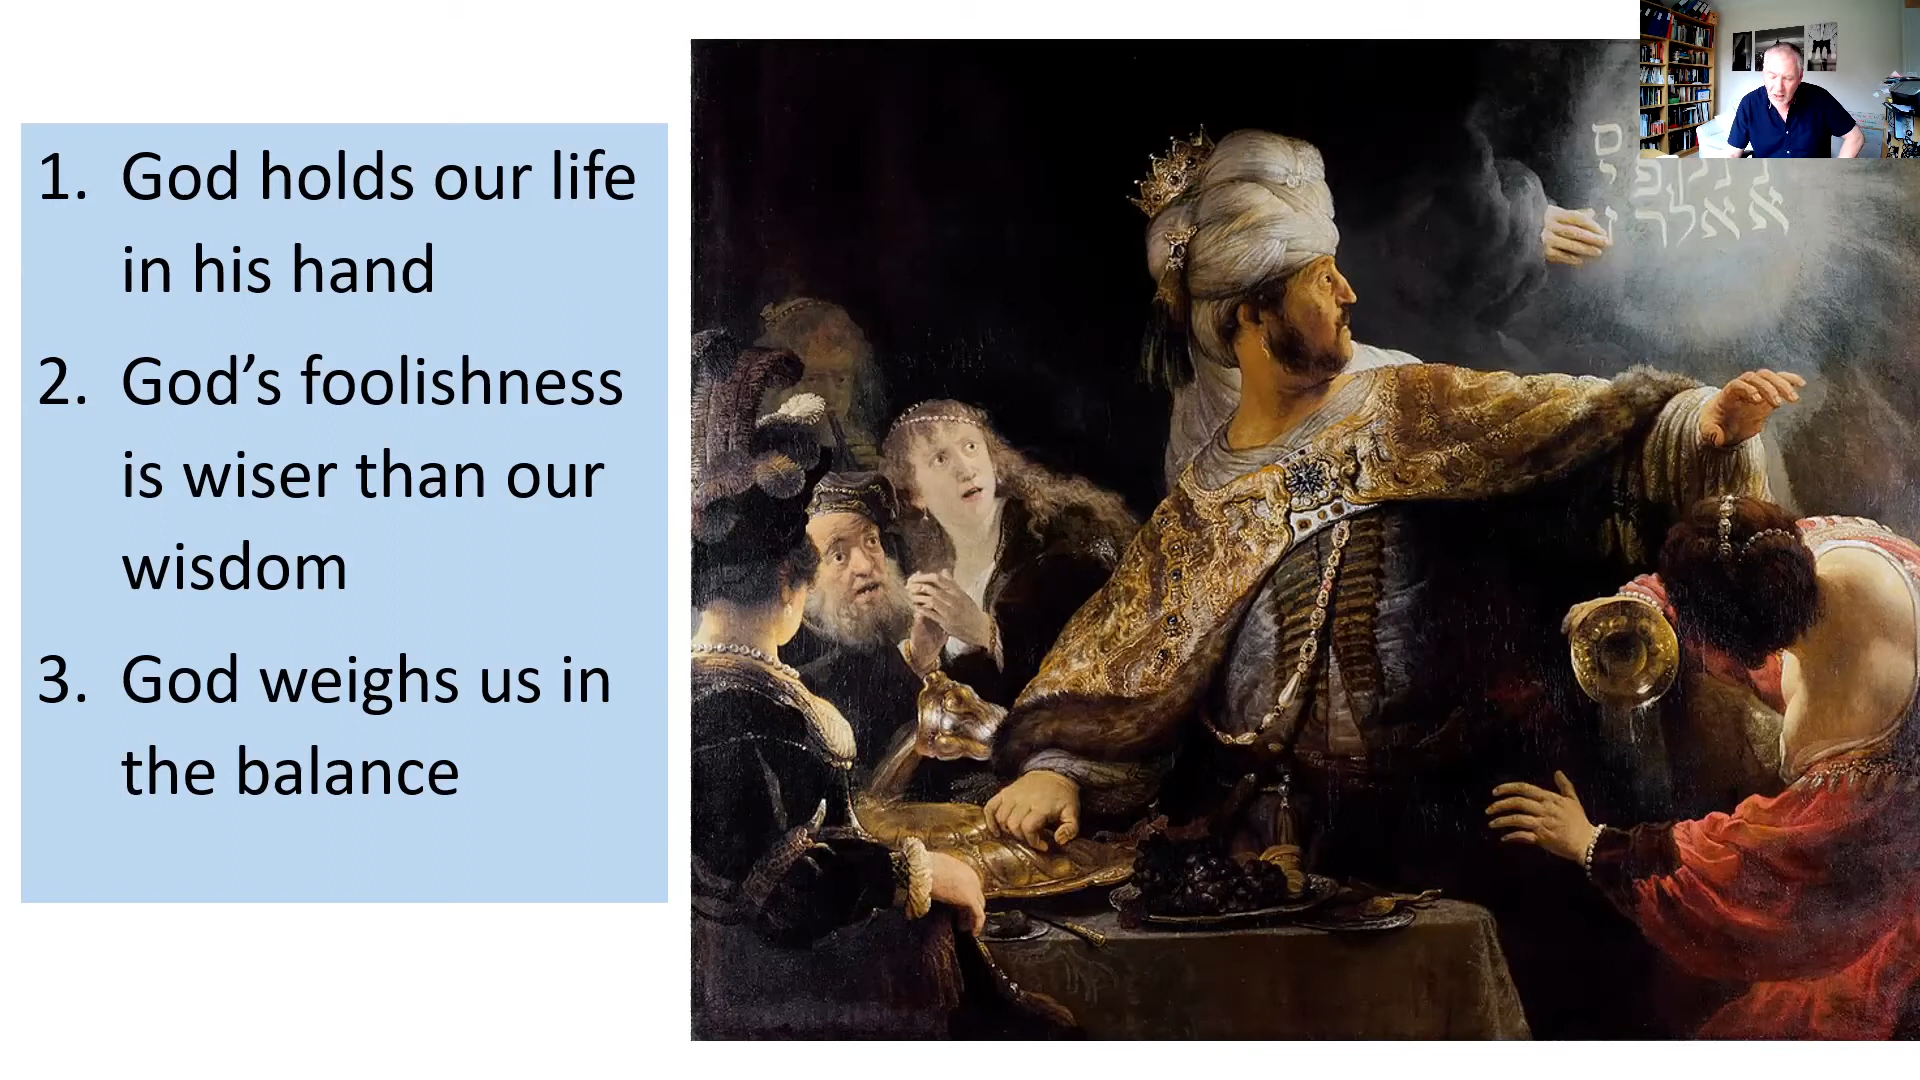 1. God holds our life
in his hand
2. God’s foolishness
is wiser than our
wisdom
3. God weighs us in
the balance